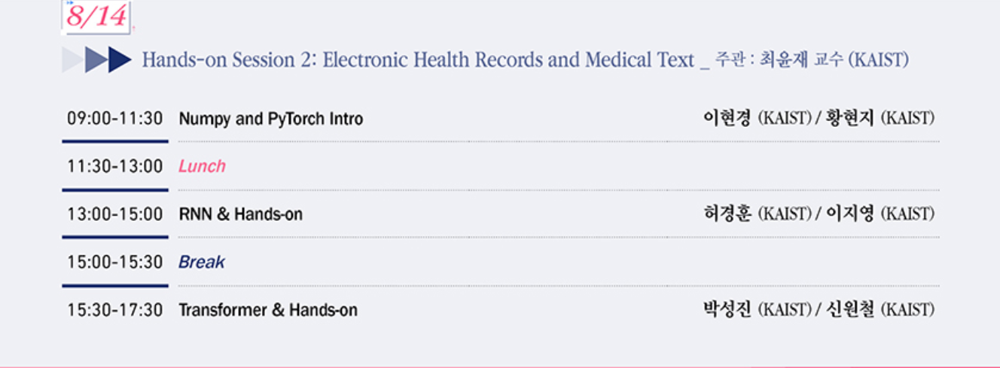 8/14
Hands-on Session 2: Electronic Health Records and Medical Text _ 주관 : 최윤재 교수 (KAIST)
09:00-11:30 Numpy and PyTorch Intro 이현경 (KAIST) / 황현지 (KAIST)
11:30-13:00 Lunch
13:00-15:00 RNN & Hands-on 허경훈 (KAIST) / 이지영 (KAIST)
15:00-15:30 Break
15:30-17:30 Transformer & Hands-on 박성진 (KAIST) / 신원철 (KAIST)